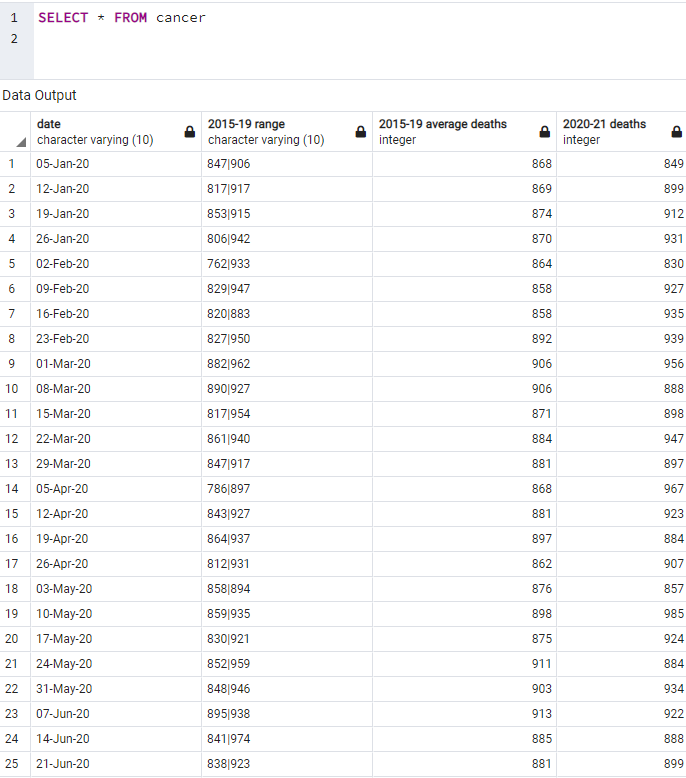 1 SELECT * FROM cancer
2
Data Output
date 2015-19 range 2015-19 average deaths 2020-21 deaths
character varying (10) character varying (10) integer integer
1 05-Jan-20 847|906 868 849
2 12-Jan-20 817|917 869 899
3 19-Jan-20 853|915 874 912
4 26-Jan-20 806|942 870 931
5 02-Feb-20 762|933 864 830
6 09-Feb-20 829|947 858 927
7 16-Feb-20 820|883 858 935
8 23-Feb-20 827|950 892 939
9 01-Mar-20 882|962 906 956
10 08-Mar-20 890|927 906 888
11 15-Mar-20 817|954 871 898
12 22-Mar-20 861|940 884 947
13 29-Mar-20 847|917 881 897
14 05-Apr-20 786|897 868 967
15 12-Apr-20 843|927 881 923
16 19-Apr-20 864|937 897 884
17 26-Apr-20 812|931 862 907
18 03-May-20 858|894 876 857
19 10-May-20 859|935 898 985
20 17-May-20 830|921 875 924
21 24-May-20 852|959 911 884
22 31-May-20 848|946 903 934
23 07-Jun-20 895|938 913 922
24 14-Jun-20 841|974 885 888
25 21-Jun-20 838|923 881 899